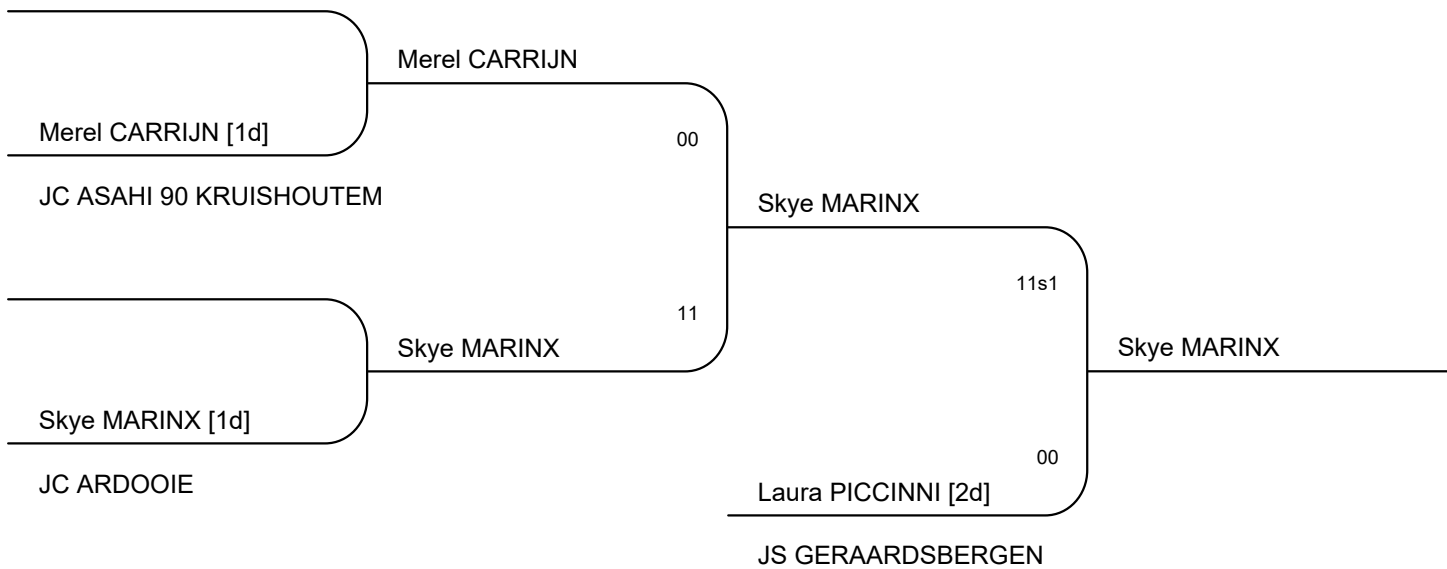 Merel CARRIJN
Merel CARRIJN [1d]
00
JC ASAHI 90 KRUISHOUTEM
Skye MARINX
11s1
11
Skye MARINX
Skye MARINX
Skye MARINX [1d]
00
JC ARDOOIE
Laura PICCINNI [2d]
JS GERAARDSBERGEN